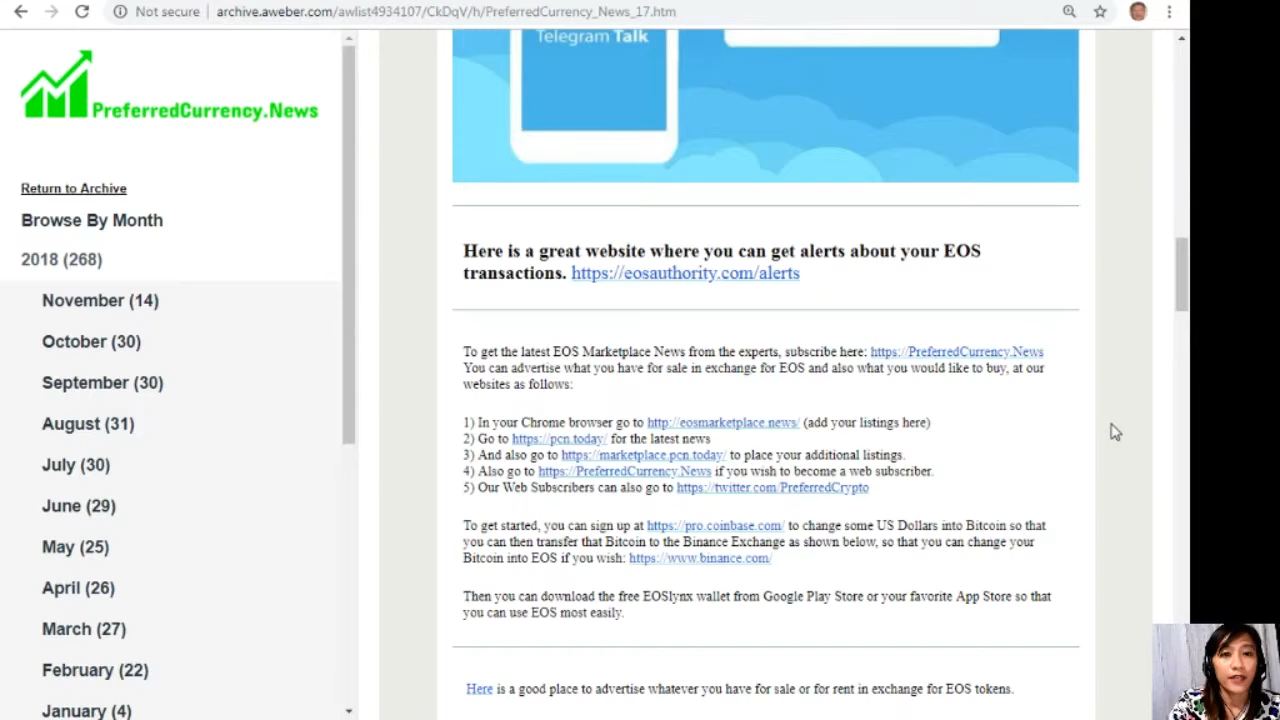 Not secure
archive.aweber.com/awlist4934107/CkDqV/h/PreferredCurrency_News_17.htm
PreferredCurrency.News
Return to Archive
Browse By Month
2018 (268)
November (14)
October (30)
September (30)
August (31)
July (30)
June (29)
May (25)
April (26)
March (27)
February (22)
January (4)
Telegram Talk
Here is a great website where you can get alerts about your EOS
transactions. https://eosauthority.com/alerts
To get the latest EOS Marketplace News from the experts, subscribe here: https://PreferredCurrency.News
You can advertise what you have for sale in exchange for EOS and also what you would like to buy, at our
websites as follows:
1) In your Chrome browser go to http://eosmarketplace.news/ (add your listings here)
2) Go to https://pcn.today/ for the latest news
3) And also go to https://marketplace.pcn.today/ to place your additional listings.
4) Also go to https://PreferredCurrency.News if you wish to become a web subscriber.
5) Our Web Subscribers can also go to https://twitter.com/PreferredCrypto
To get started, you can sign up at https://pro.coinbase.com/ to change some US Dollars into Bitcoin so that
you can then transfer that Bitcoin to the Binance Exchange as shown below, so that you can change your
Bitcoin into EOS if you wish: https://www.binance.com/
Then you can download the free EOSlynx wallet from Google Play Store or your favorite App Store so that
you can use EOS most easily.
Here is a good place to advertise whatever you have for sale or for rent in exchange for EOS tokens.